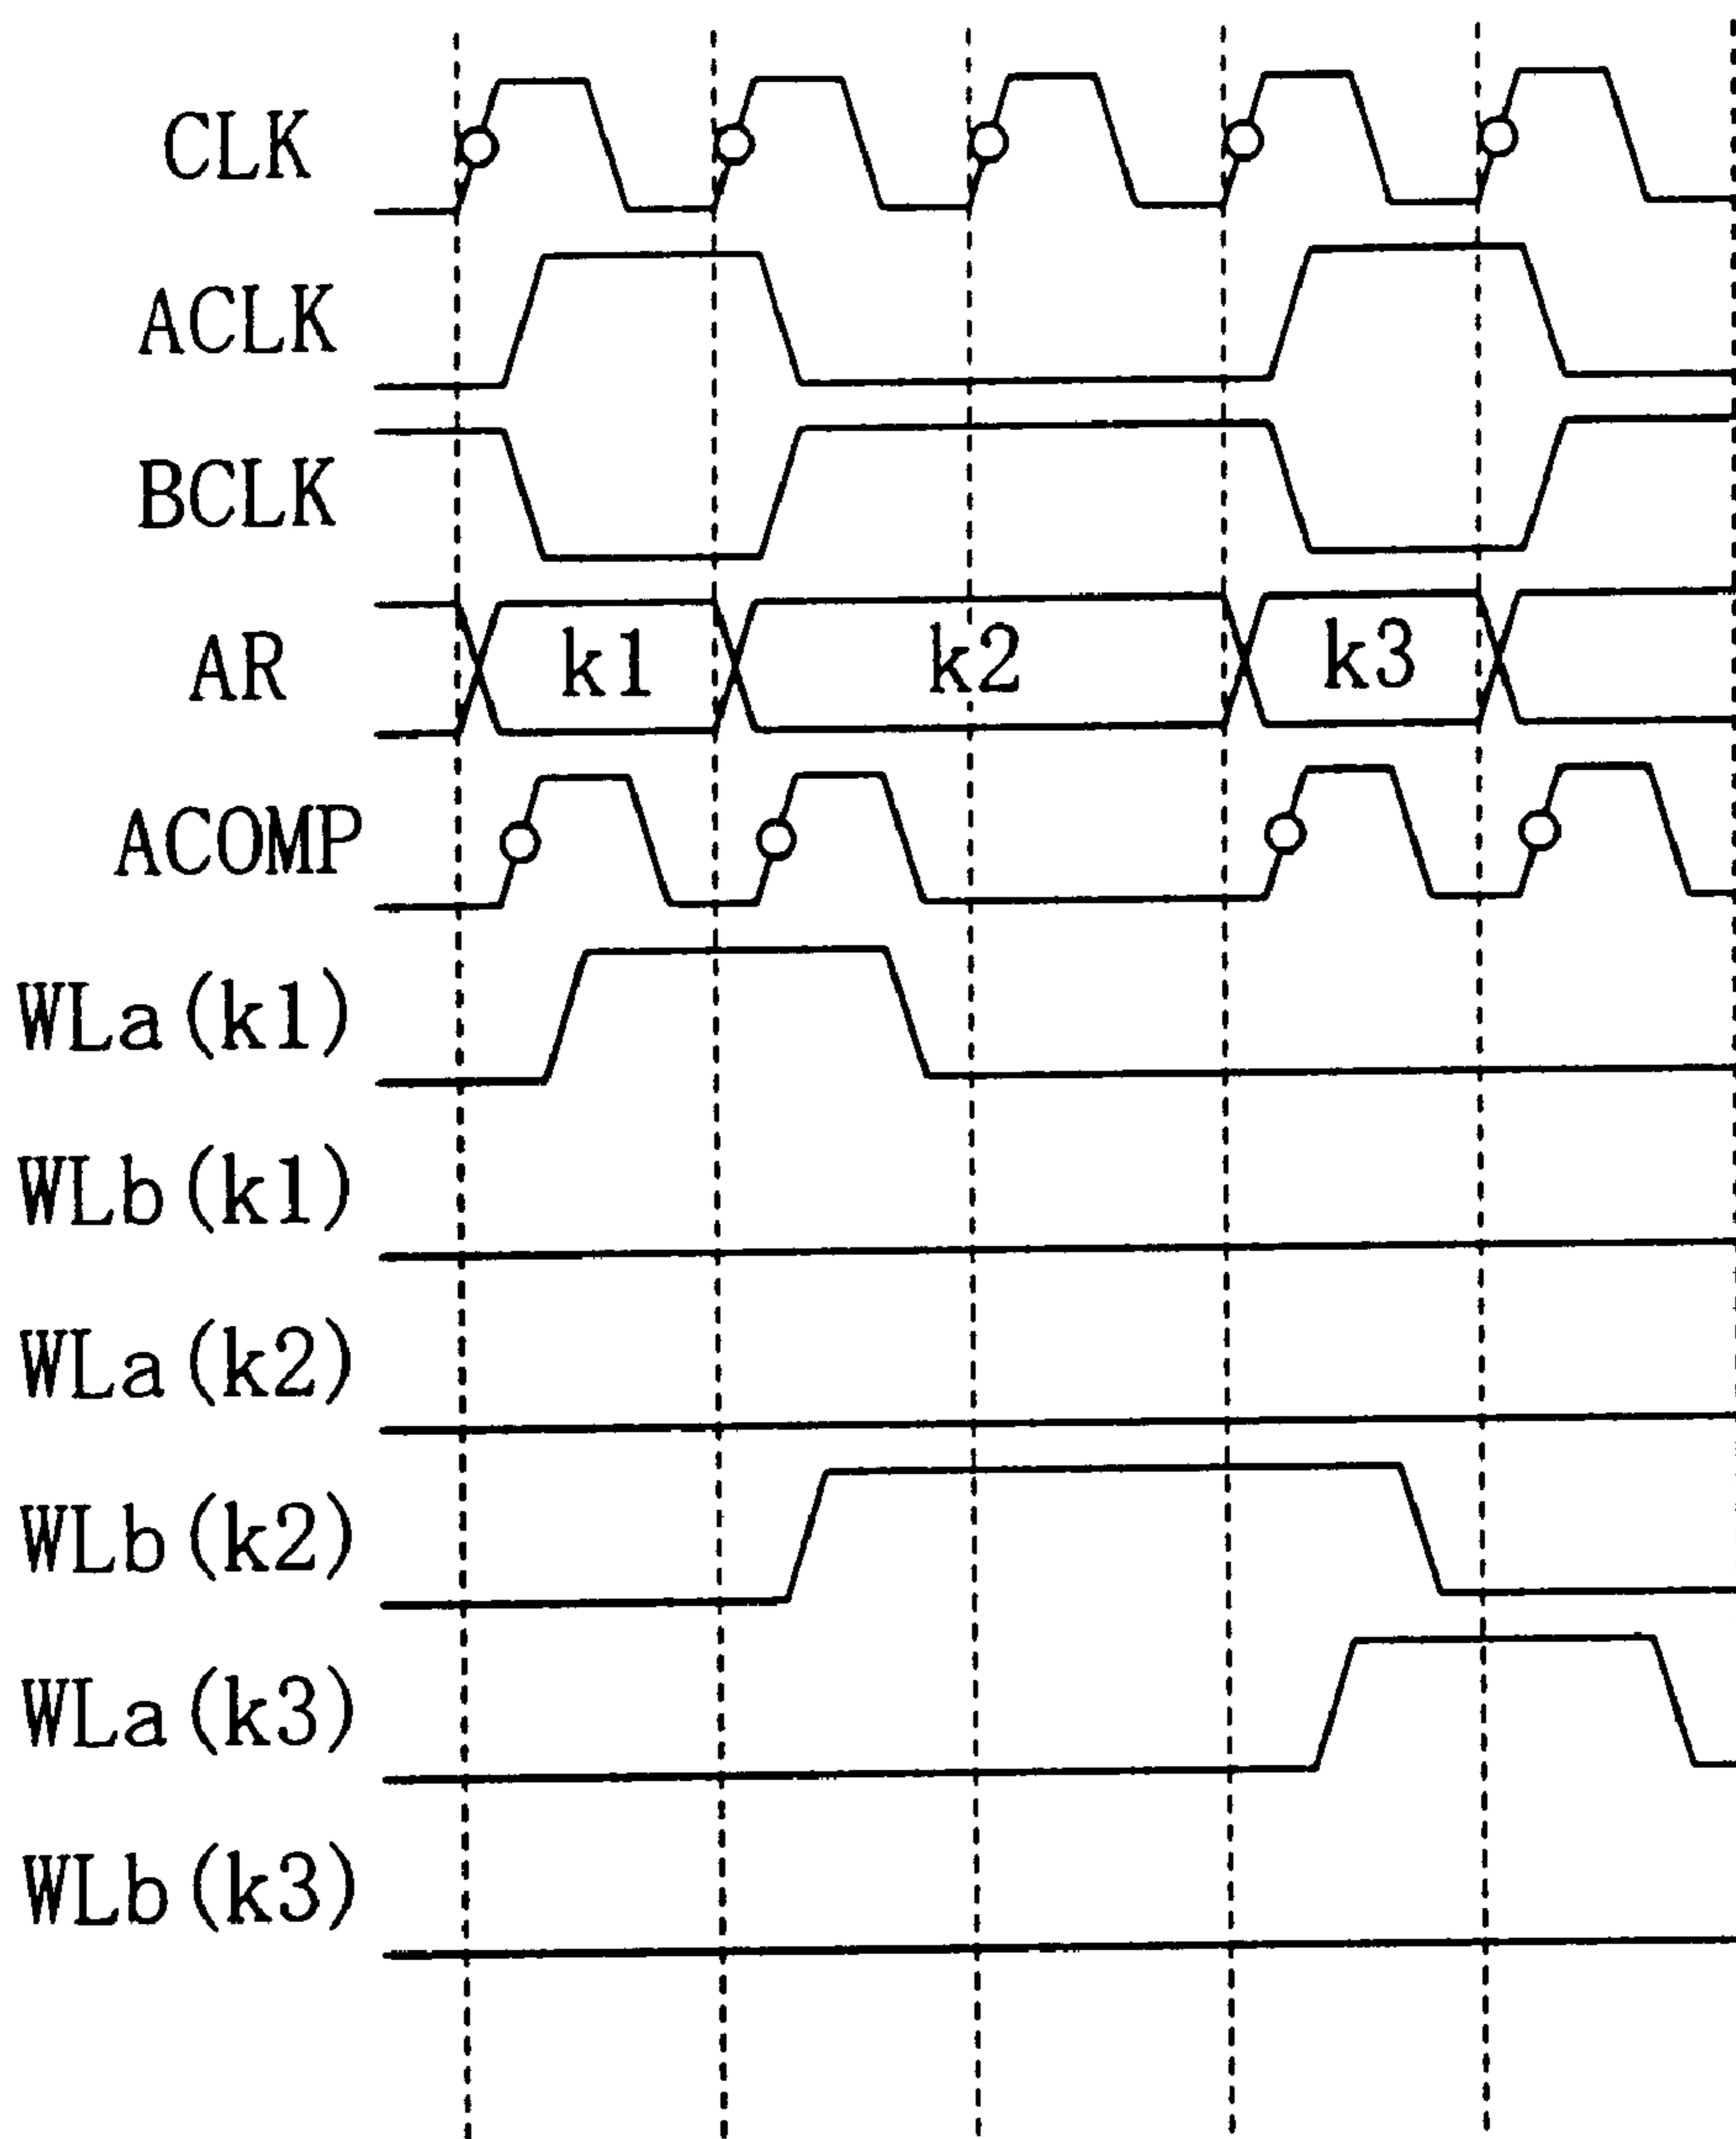 CLK
ACLK
BCLK
AR k1 k2 k3
ACOMP
WLa(k1)
WLb(k1)
WLa(k2)
WLb(k2)
WLa(k3)
WLb(k3)